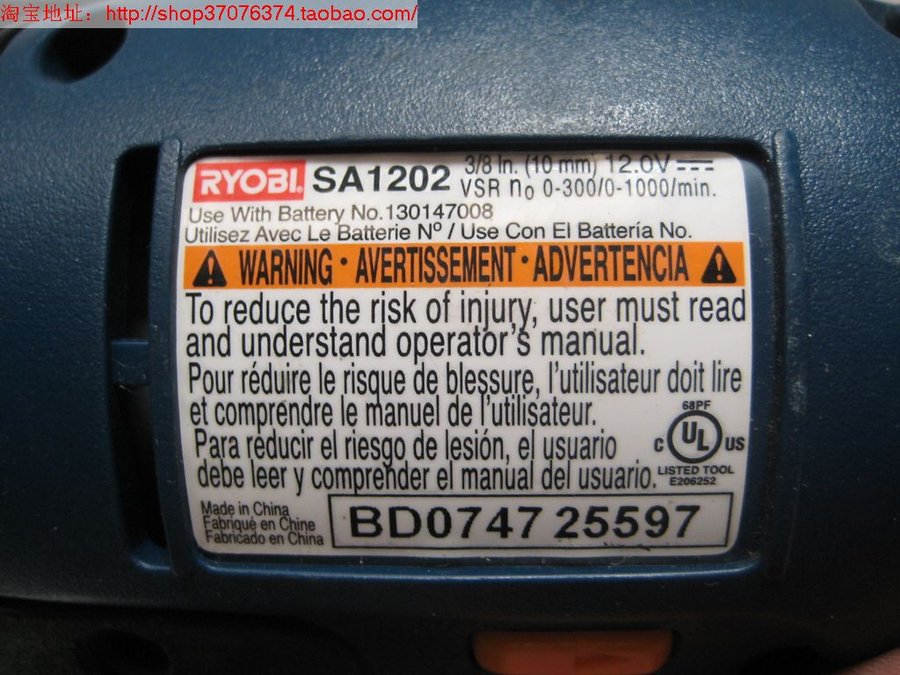 淘宝地址：http://shop37076374.taobao.com/
RYOBI. SA1202 3/8 In. (10 mm) 12.0V
VSR n₀ 0-300/0-1000/min.
Use With Battery No.130147008
Utilisez Avec Le Batterie Nº / Use Con El Battería No.
WARNING · AVERTISSEMENT · ADVERTENCIA
To reduce the risk of injury, user must read
and understand operator's manual.
Pour réduire le risque de blessure, l'utilisateur doit lire
et comprendre le manuel de l'utilisateur.
Para reducir el riesgo de lesión, el usuario
debe leer y comprender el manual del usuario.
68PF
C UL US
LISTED TOOL
E206252
Made in China
Fabriqué en Chine
Fabricado en China
BD0747 25597